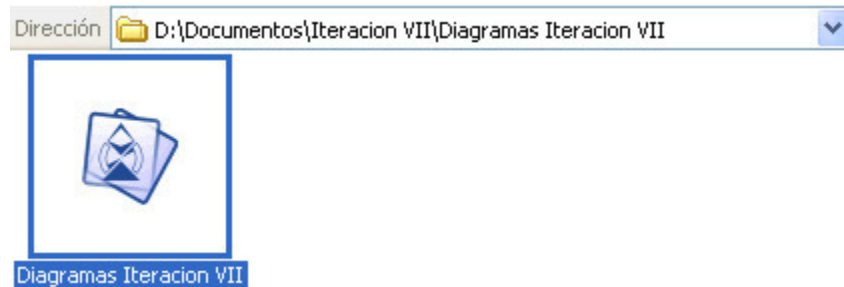 Dirección D:\Documentos\Iteracion VII\Diagramas Iteracion VII
Diagramas Iteracion VII